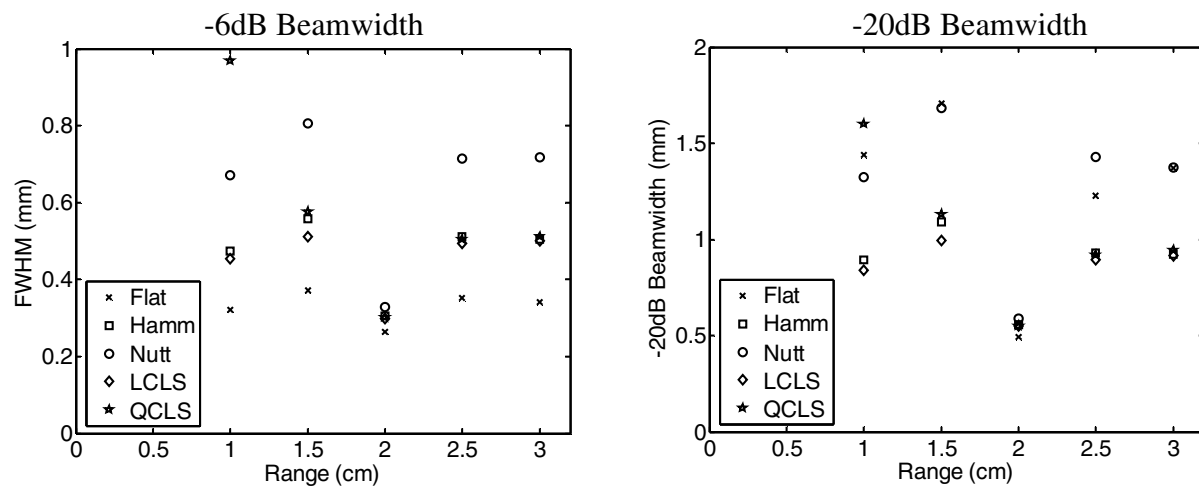 -6dB Beamwidth
FWHM (mm)
1
0.8
0.6
0.4
0.2
0
Flat
Hamm
Nutt
LCLS
QCLS
0 0.5 1 1.5 2 2.5 3
Range (cm)
-20dB Beamwidth
-20dB Beamwidth (mm)
2
1.5
1
0.5
0
Flat
Hamm
Nutt
LCLS
QCLS
0 0.5 1 1.5 2 2.5 3
Range (cm)